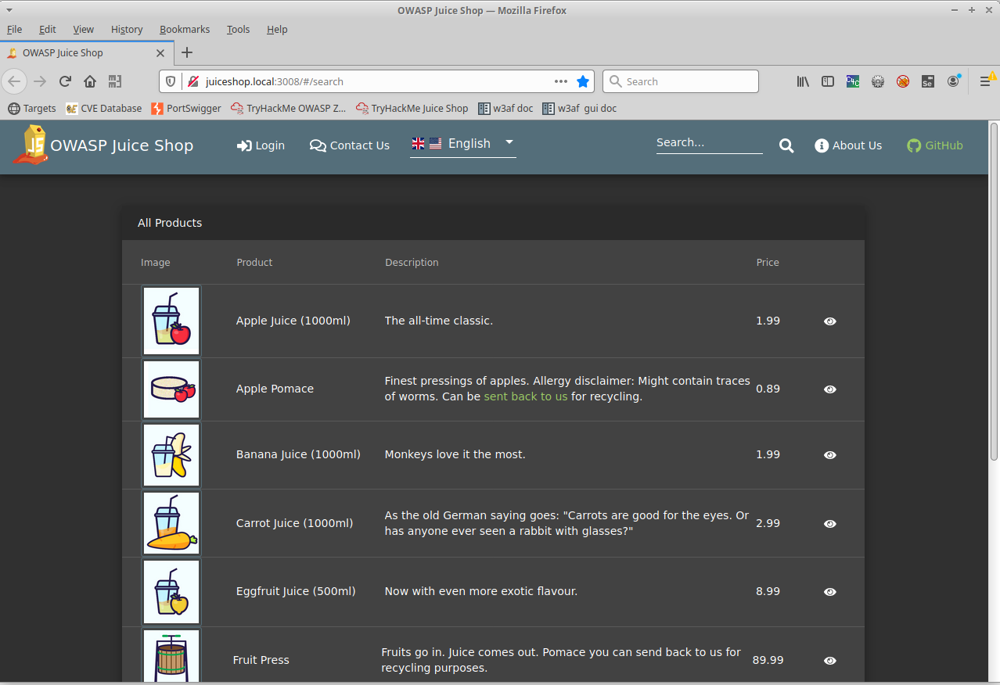 OWASP Juice Shop — Mozilla Firefox
File Edit View History Bookmarks Tools Help
OWASP Juice Shop
juiceshop.local:3008/#/search Search C4C Se
Targets CVE Database PortSwigger TryHackMe OWASP Z... TryHackMe Juice Shop w3af doc w3af gui doc
JS OWASP Juice Shop Login Contact Us English Search... About Us GitHub
All Products
Image Product Description Price
Apple Juice (1000ml) The all-time classic. 1.99
Apple Pomace Finest pressings of apples. Allergy disclaimer: Might contain traces 0.89
of worms. Can be sent back to us for recycling.
Banana Juice (1000ml) Monkeys love it the most. 1.99
Carrot Juice (1000ml) As the old German saying goes: "Carrots are good for the eyes. Or 2.99
has anyone ever seen a rabbit with glasses?"
Eggfruit Juice (500ml) Now with even more exotic flavour. 8.99
Fruit Press Fruits go in. Juice comes out. Pomace you can send back to us for 89.99
recycling purposes.